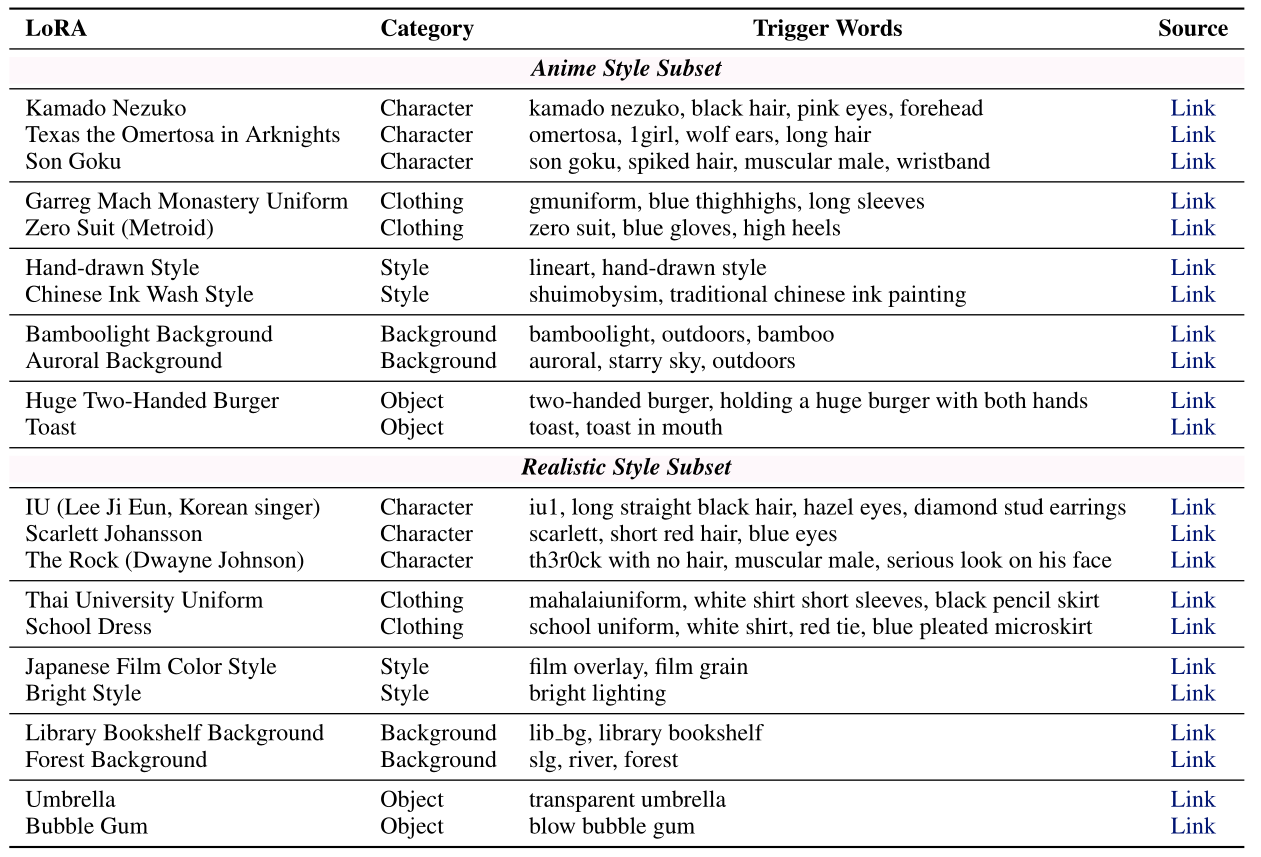 LoRA Category Trigger Words Source
Anime Style Subset
Kamado Nezuko Character kamado nezuko, black hair, pink eyes, forehead Link
Texas the Omertosa in Arknights Character omertosa, 1girl, wolf ears, long hair Link
Son Goku Character son goku, spiked hair, muscular male, wristband Link
Garreg Mach Monastery Uniform Clothing gmuniform, blue thighhighs, long sleeves Link
Zero Suit (Metroid) Clothing zero suit, blue gloves, high heels Link
Hand-drawn Style Style lineart, hand-drawn style Link
Chinese Ink Wash Style Style shuimobysim, traditional chinese ink painting Link
Bamboolight Background Background bamboolight, outdoors, bamboo Link
Auroral Background Background auroral, starry sky, outdoors Link
Huge Two-Handed Burger Object two-handed burger, holding a huge burger with both hands Link
Toast Object toast, toast in mouth Link
Realistic Style Subset
IU (Lee Ji Eun, Korean singer) Character iu1, long straight black hair, hazel eyes, diamond stud earrings Link
Scarlett Johansson Character scarlett, short red hair, blue eyes Link
The Rock (Dwayne Johnson) Character th3r0ck with no hair, muscular male, serious look on his face Link
Thai University Uniform Clothing mahalaiuniform, white shirt short sleeves, black pencil skirt Link
School Dress Clothing school uniform, white shirt, red tie, blue pleated microskirt Link
Japanese Film Color Style Style film overlay, film grain Link
Bright Style Style bright lighting Link
Library Bookshelf Background Background lib_bg, library bookshelf Link
Forest Background Background slg, river, forest Link
Umbrella Object transparent umbrella Link
Bubble Gum Object blow bubble gum Link